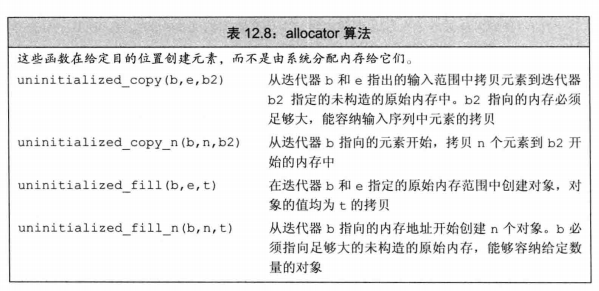 表 12.8：allocator 算法
这些函数在给定目的位置创建元素，而不是由系统分配内存给它们。
uninitialized_copy(b,e,b2) 从迭代器 b 和 e 指出的输入范围中拷贝元素到迭代器
b2 指定的未构造的原始内存中。b2 指向的内存必须
足够大，能容纳输入序列中元素的拷贝
uninitialized_copy_n(b,n,b2) 从迭代器 b 指向的元素开始，拷贝 n 个元素到 b2 开
始的内存中
uninitialized_fill(b,e,t) 在迭代器 b 和 e 指定的原始内存范围中创建对象，对
象的值均为 t 的拷贝
uninitialized_fill_n(b,n,t) 从迭代器 b 指向的内存地址开始创建 n 个对象。b 必
须指向足够大的未构造的原始内存，能够容纳给定数
量的对象